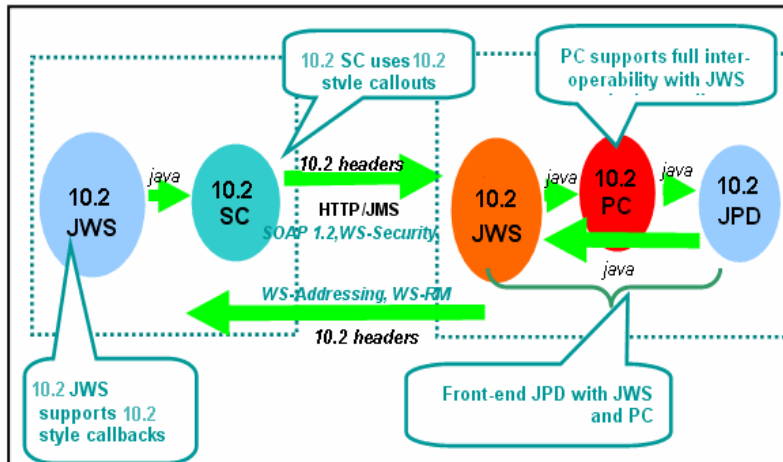 10.2 SC uses 10.2
style callouts
PC supports full inter-
operability with JWS
java
10.2
JWS
10.2
SC
10.2 headers
HTTP/JMS
SOAP 1.2,WS-Security,
WS-Addressing, WS-RM
10.2 headers
10.2
JWS
java
10.2
PC
java
10.2
JPD
java
10.2 JWS
supports 10.2
style callbacks
Front-end JPD with JWS
and PC